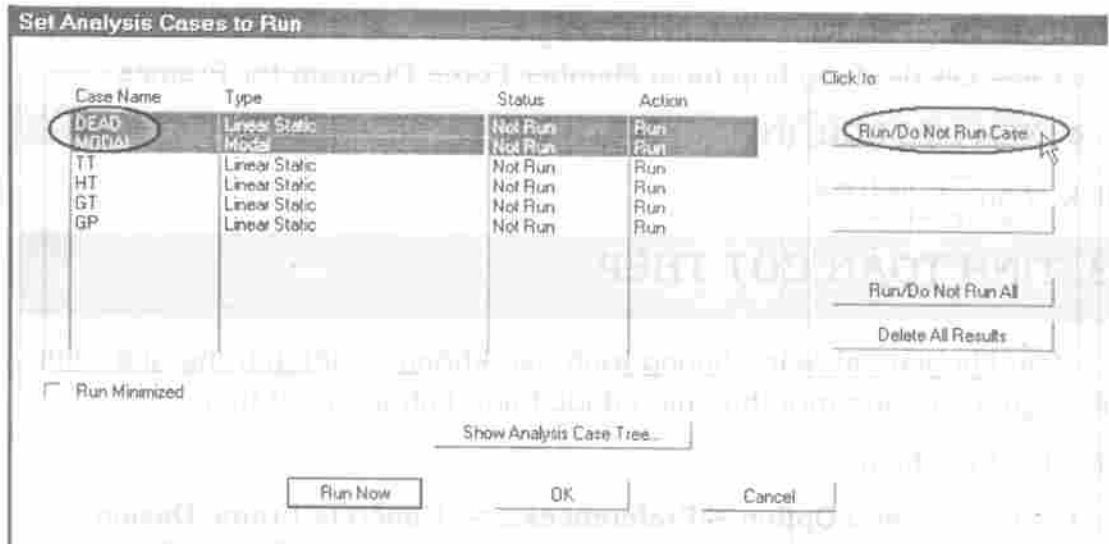 Set Analysis Cases to Run
Click to:
Case Name Type Status Action
DEAD Linear Static Not Run Run
MODAL Modal Not Run Run
TT Linear Static Not Run Run
HT Linear Static Not Run Run
GT Linear Static Not Run Run
GP Linear Static Not Run Run
Run/Do Not Run Case
Run/Do Not Run All
Delete All Results
Run Minimized
Show Analysis Case Tree...
Run Now OK Cancel